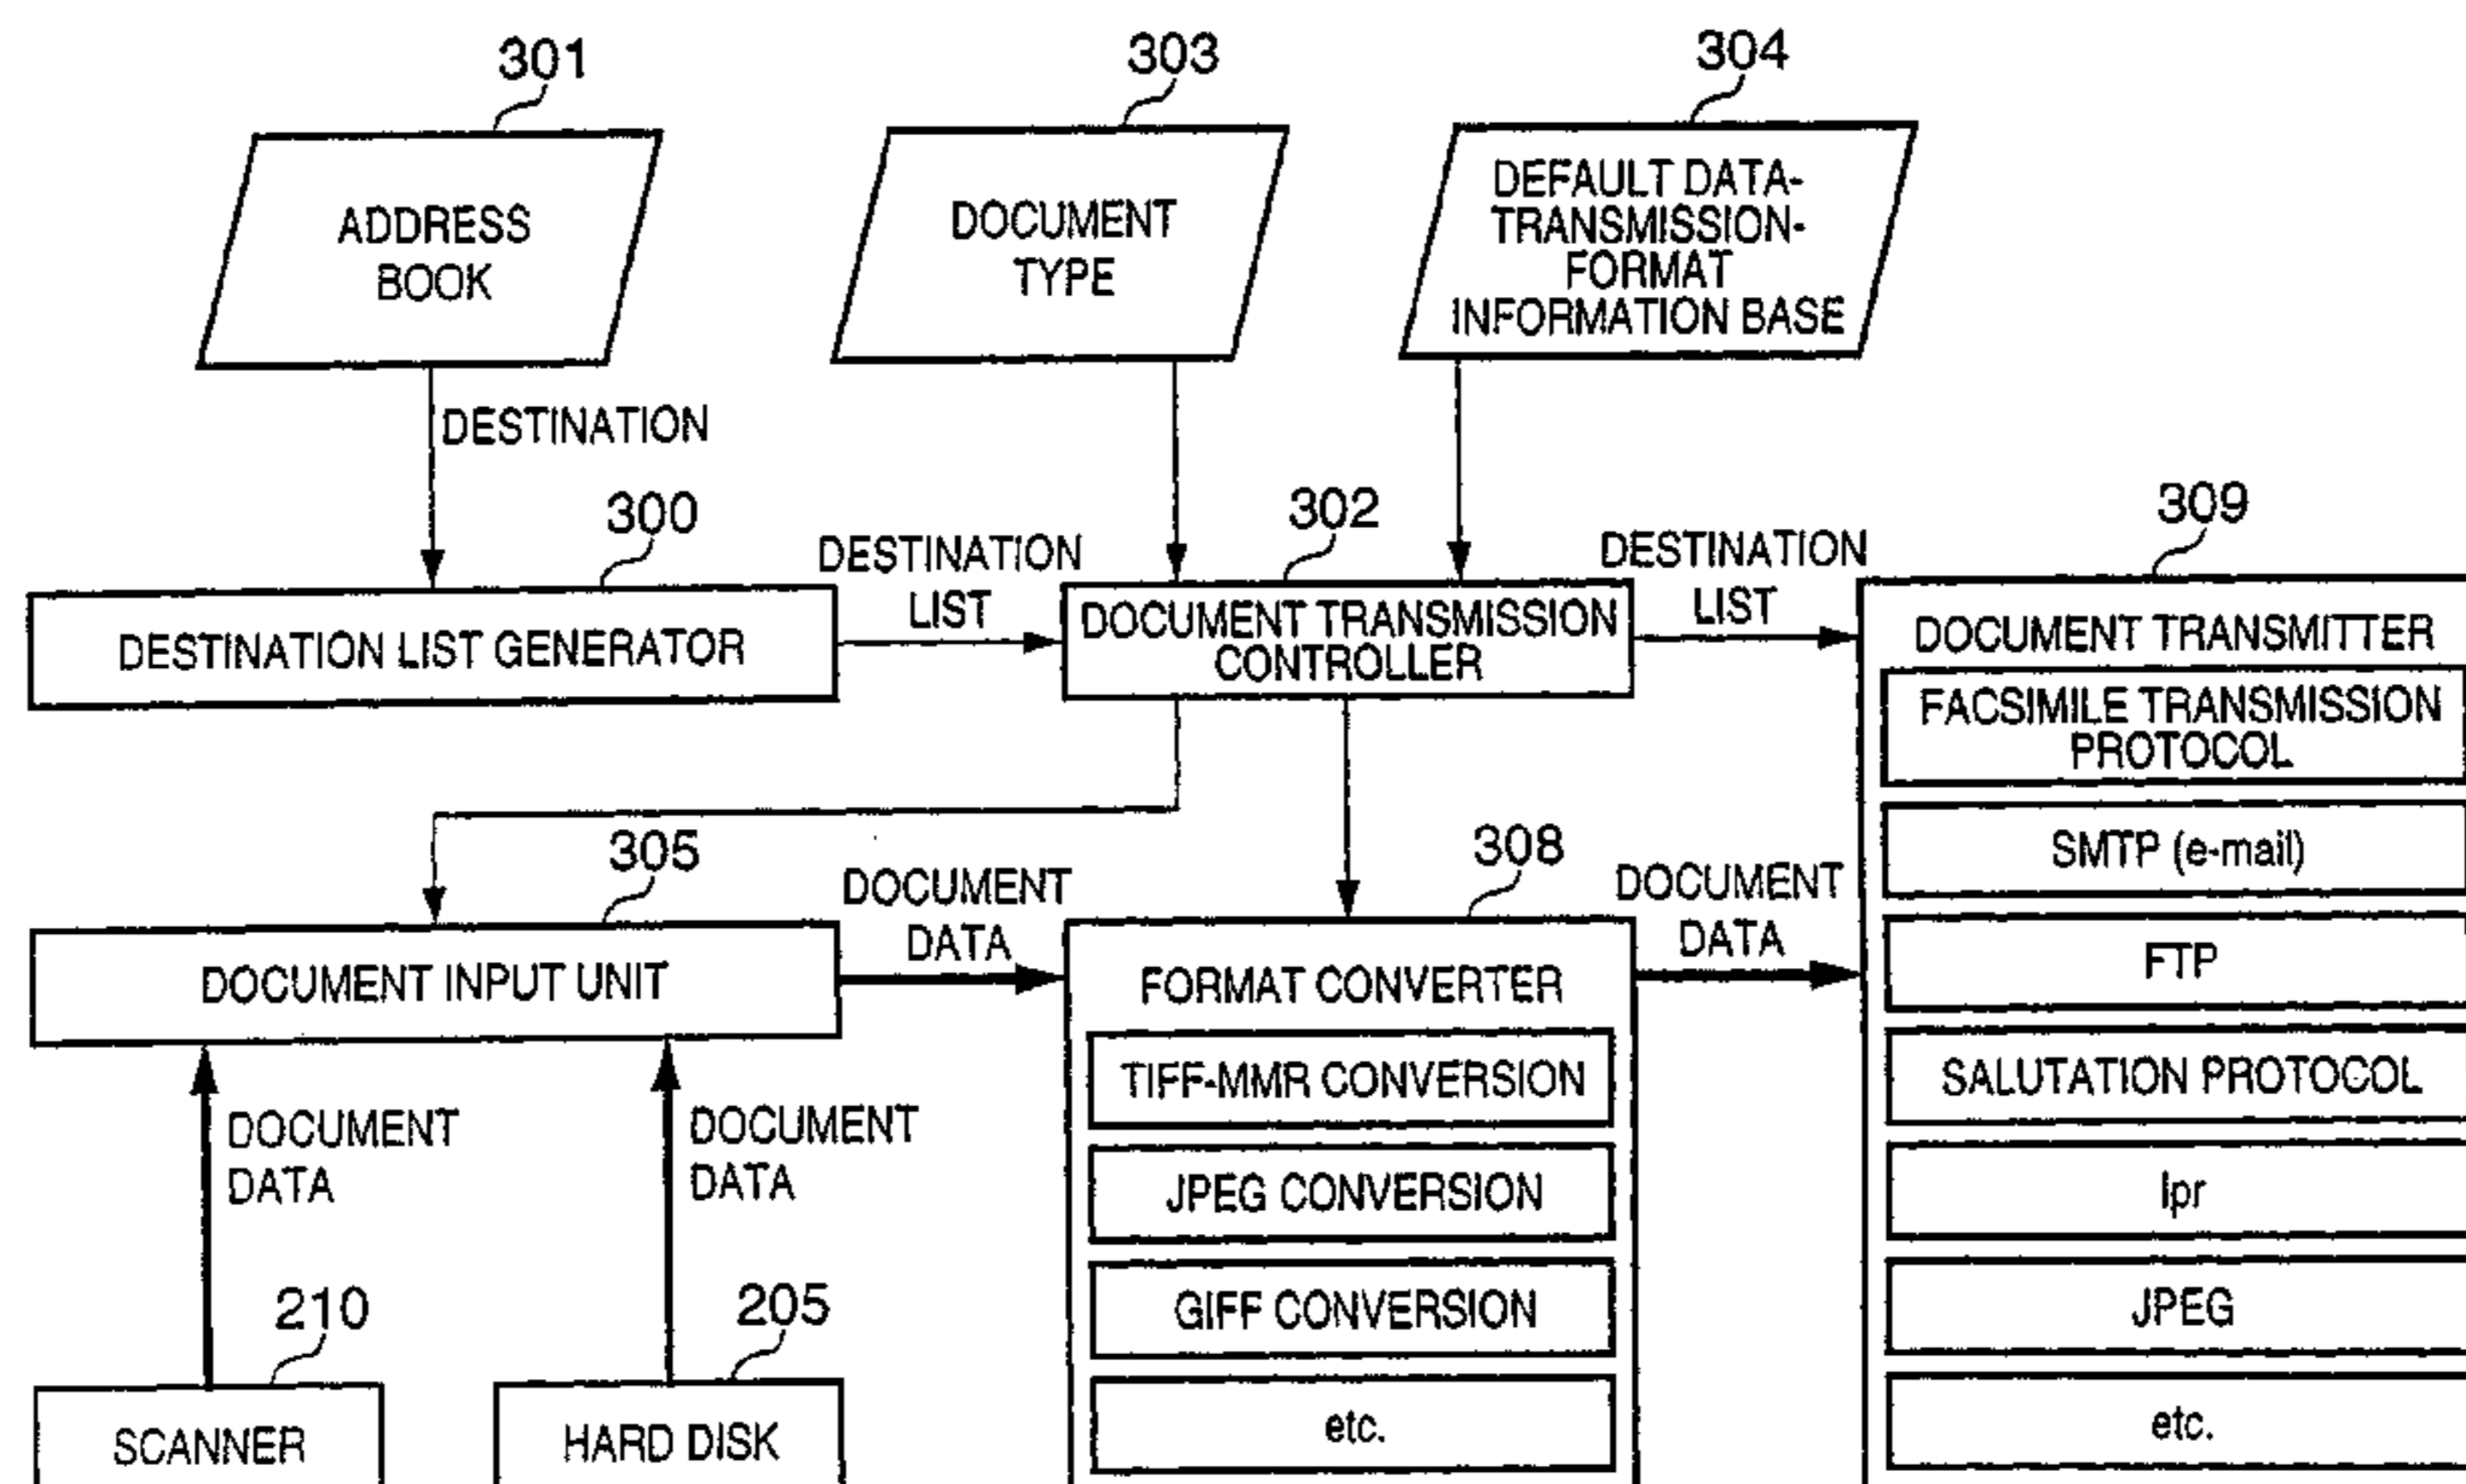 301
303
304
ADDRESS
BOOK
DOCUMENT
TYPE
DEFAULT DATA-
TRANSMISSION-
FORMAT
INFORMATION BASE
DESTINATION
300
302
309
DESTINATION
LIST
DESTINATION
LIST
DESTINATION LIST GENERATOR
DOCUMENT TRANSMISSION
CONTROLLER
DOCUMENT TRANSMITTER
FACSIMILE TRANSMISSION
PROTOCOL
SMTP (e-mail)
FTP
SALUTATION PROTOCOL
lpr
JPEG
etc.
305
308
DOCUMENT
DATA
DOCUMENT
DATA
DOCUMENT INPUT UNIT
FORMAT CONVERTER
TIFF-MMR CONVERSION
JPEG CONVERSION
GIFF CONVERSION
etc.
DOCUMENT
DATA
DOCUMENT
DATA
210
205
SCANNER
HARD DISK